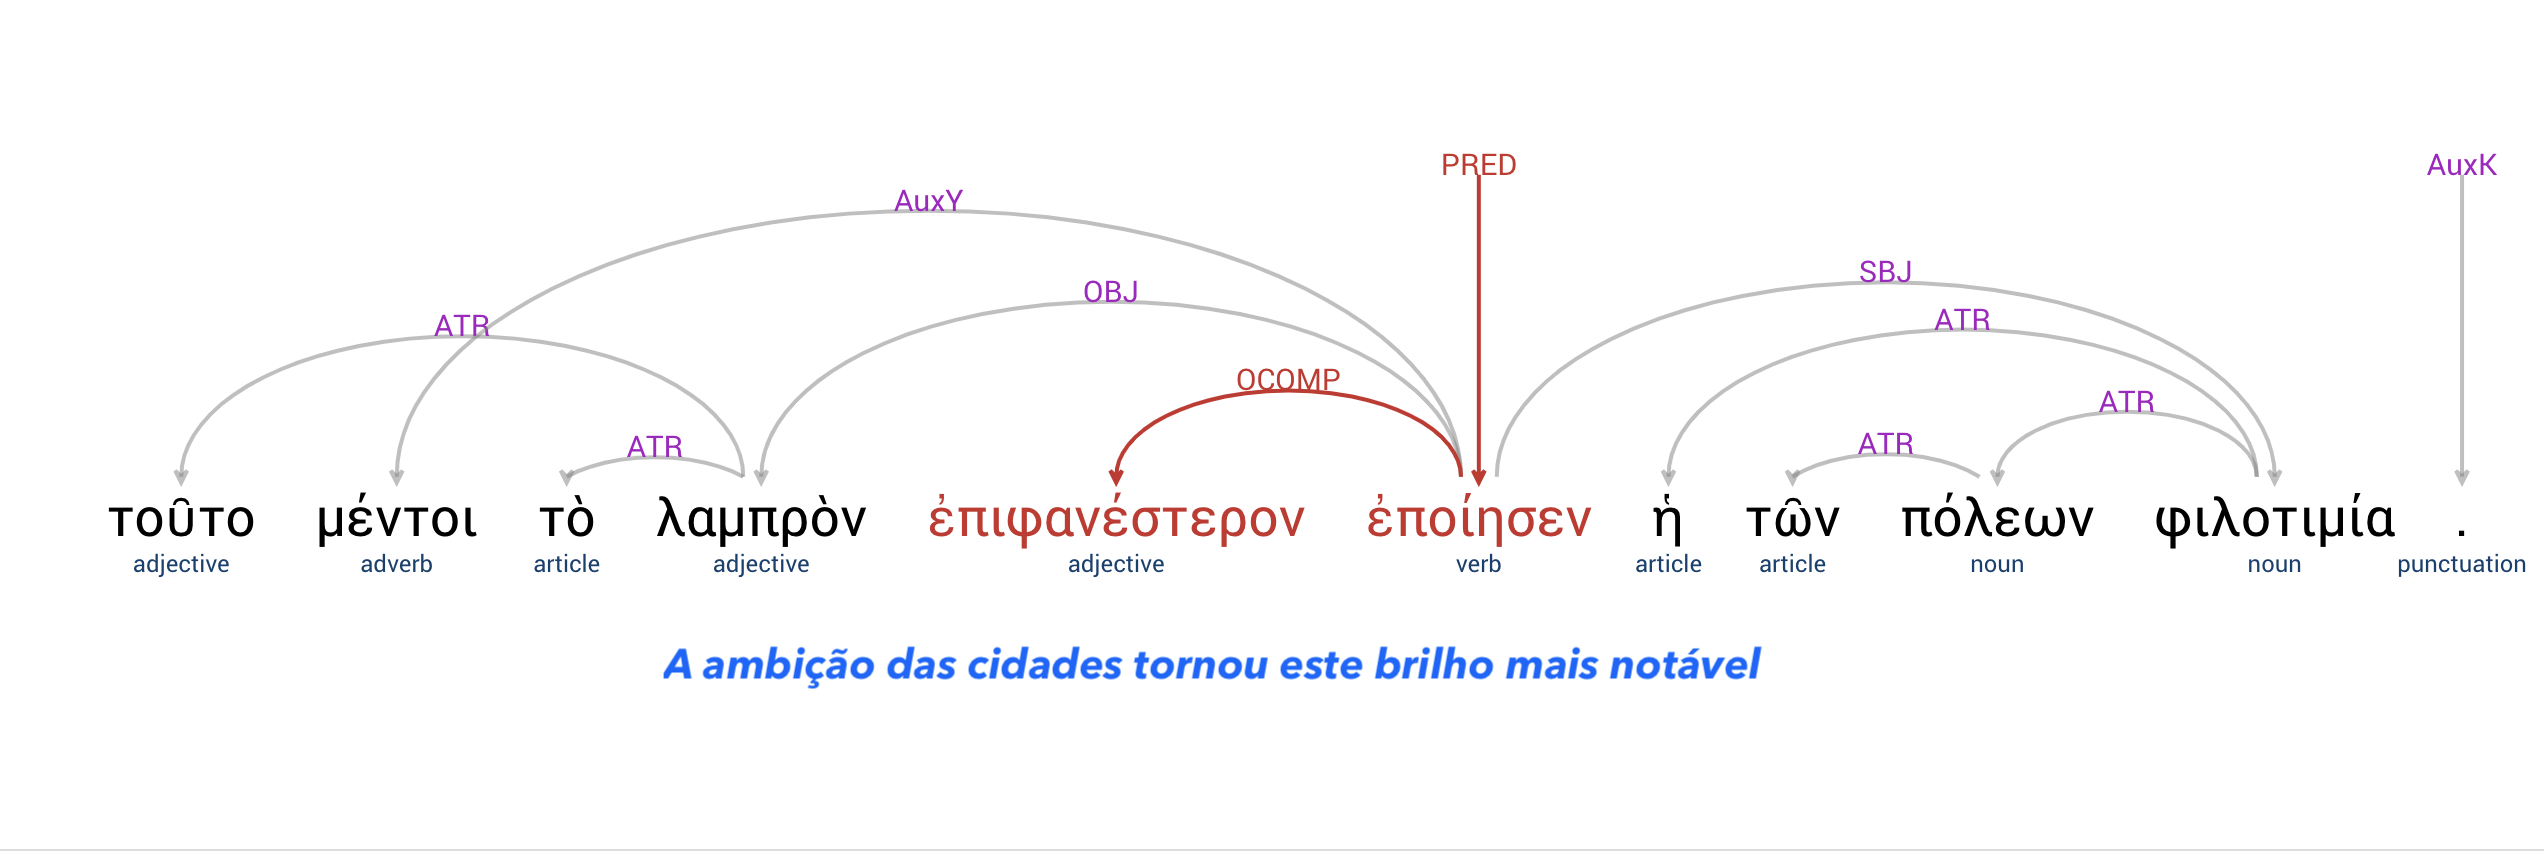 PRED AuxK
AuxY
SBJ
OBJ
ATR ATR
OCOMP
ATR
ATR ATR
τοῦτο μέντοι τὸ λαμπρὸν ἐπιφανέστερον ἐποίησεν ἡ τῶν πόλεων φιλοτιμία .
adjective adverb article adjective adjective verb article article noun noun punctuation
A ambição das cidades tornou este brilho mais notável